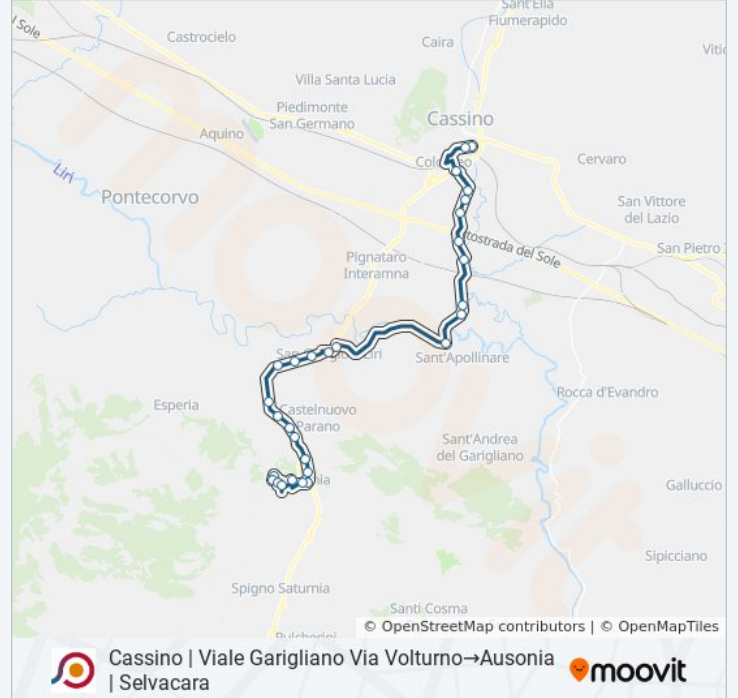 Sant'Elia
Fiumerapido
Castrocielo
Caira
Villa Santa Lucia
Piedimonte
San Germano
Cassino
Aquino
Cervaro
Liri
Pontecorvo
San Vittore
del Lazio
tostrada del Sole
San Pietro
Pignataro
Interamna
Sant'Apollinare
Rocca d'Evandro
Esperia
Castelnuovo
Parano
Sant'Andrea
del Garigliano
Galluccio
Sipicciano
Spigno Saturnia
Santi Cosma
© OpenStreetMap contributors | © OpenMapTiles
Cassino | Viale Garigliano Via Volturno→Ausonia
| Selvacara
moovit